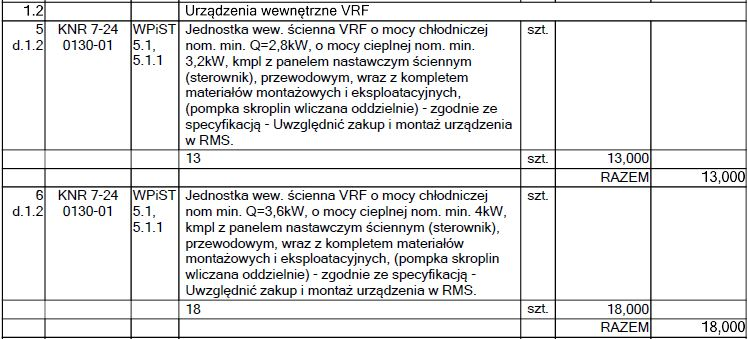 1.2 Urządzenia wewnętrzne VRF
5 KNR 7-24 WPiST Jednostka wew. ścienna VRF o mocy chłodniczej szt.
d.1.2 0130-01 5.1, nom. min. Q=2,8kW, o mocy cieplnej nom. min.
5.1.1 3,2kW, kmpl z panelem nastawczym ściennym
(sterownik), przewodowym, wraz z kompletem
materiałów montażowych i eksploatacyjnych,
(pompka skroplin wliczana oddzielnie) - zgodnie ze
specyfikacją - Uwzględnić zakup i montaż urządzenia
w RMS.
13 szt. 13,000
RAZEM 13,000
6 KNR 7-24 WPiST Jednostka wew. ścienna VRF o mocy chłodniczej szt.
d.1.2 0130-01 5.1, nom min. Q=3,6kW, o mocy cieplnej nom. min. 4kW,
5.1.1 kmpl z panelem nastawczym ściennym (sterownik),
przewodowym, wraz z kompletem materiałów
montażowych i eksploatacyjnych, (pompka skroplin
wliczana oddzielnie) - zgodnie ze specyfikacją -
Uwzględnić zakup i montaż urządzenia w RMS.
18 szt. 18,000
RAZEM 18,000